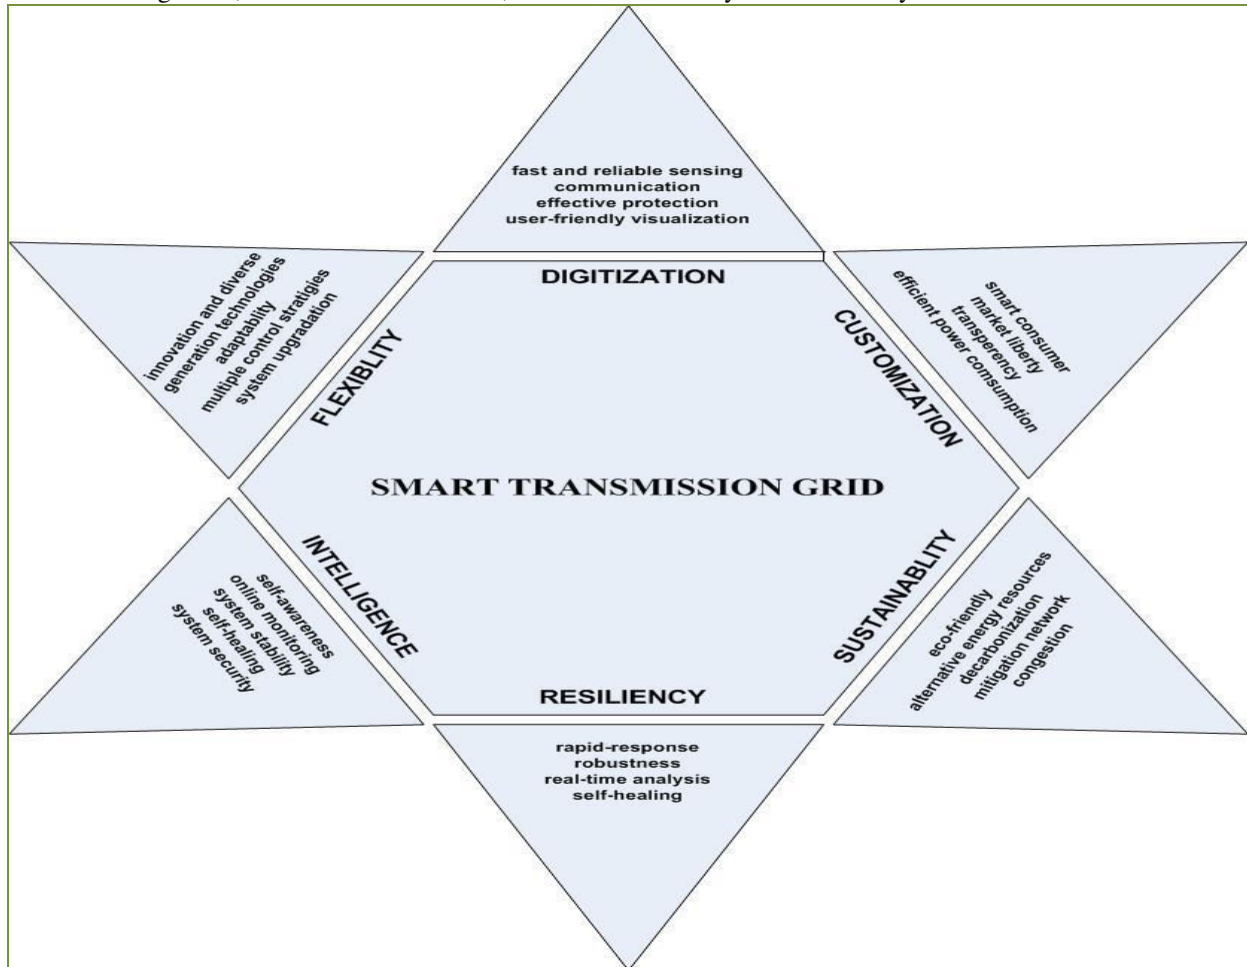 fast and reliable sensing
communication
effective protection
user-friendly visualization
DIGITIZATION
innovation and diverse
generation technologies
adaptablity
multiple control stratigies
system upgradation
FLEXIBLITY
smart consumer
market liberty
transperency
efficient power comsumption
CUSTOMIZATION
SMART TRANSMISSION GRID
self-awareness
online monitoring
system stability
self-healing
system security
INTELLIGENCE
eco-friendly
alternative energy resources
decarbonization
mitigation network
congestion
SUSTAINABLITY
RESILIENCY
rapid-response
robustness
real-time analysis
self-healing